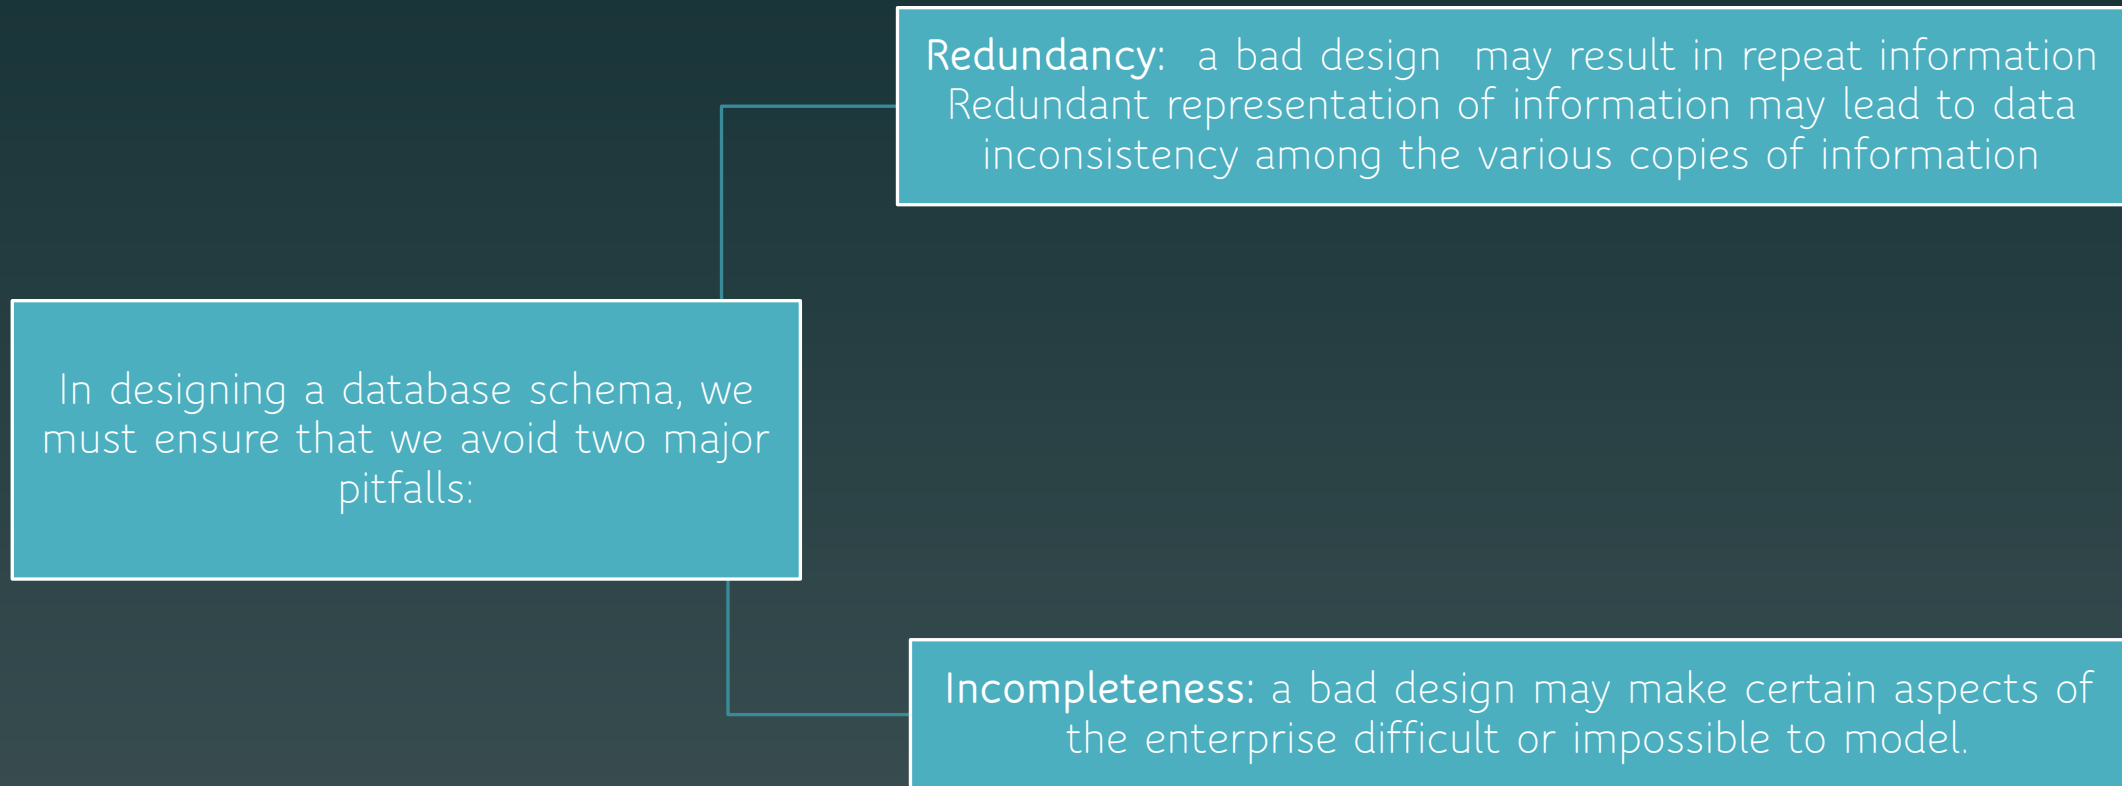 In designing a database schema, we
must ensure that we avoid two major
pitfalls:
Redundancy: a bad design may result in repeat information
Redundant representation of information may lead to data
inconsistency among the various copies of information
Incompleteness: a bad design may make certain aspects of
the enterprise difficult or impossible to model.